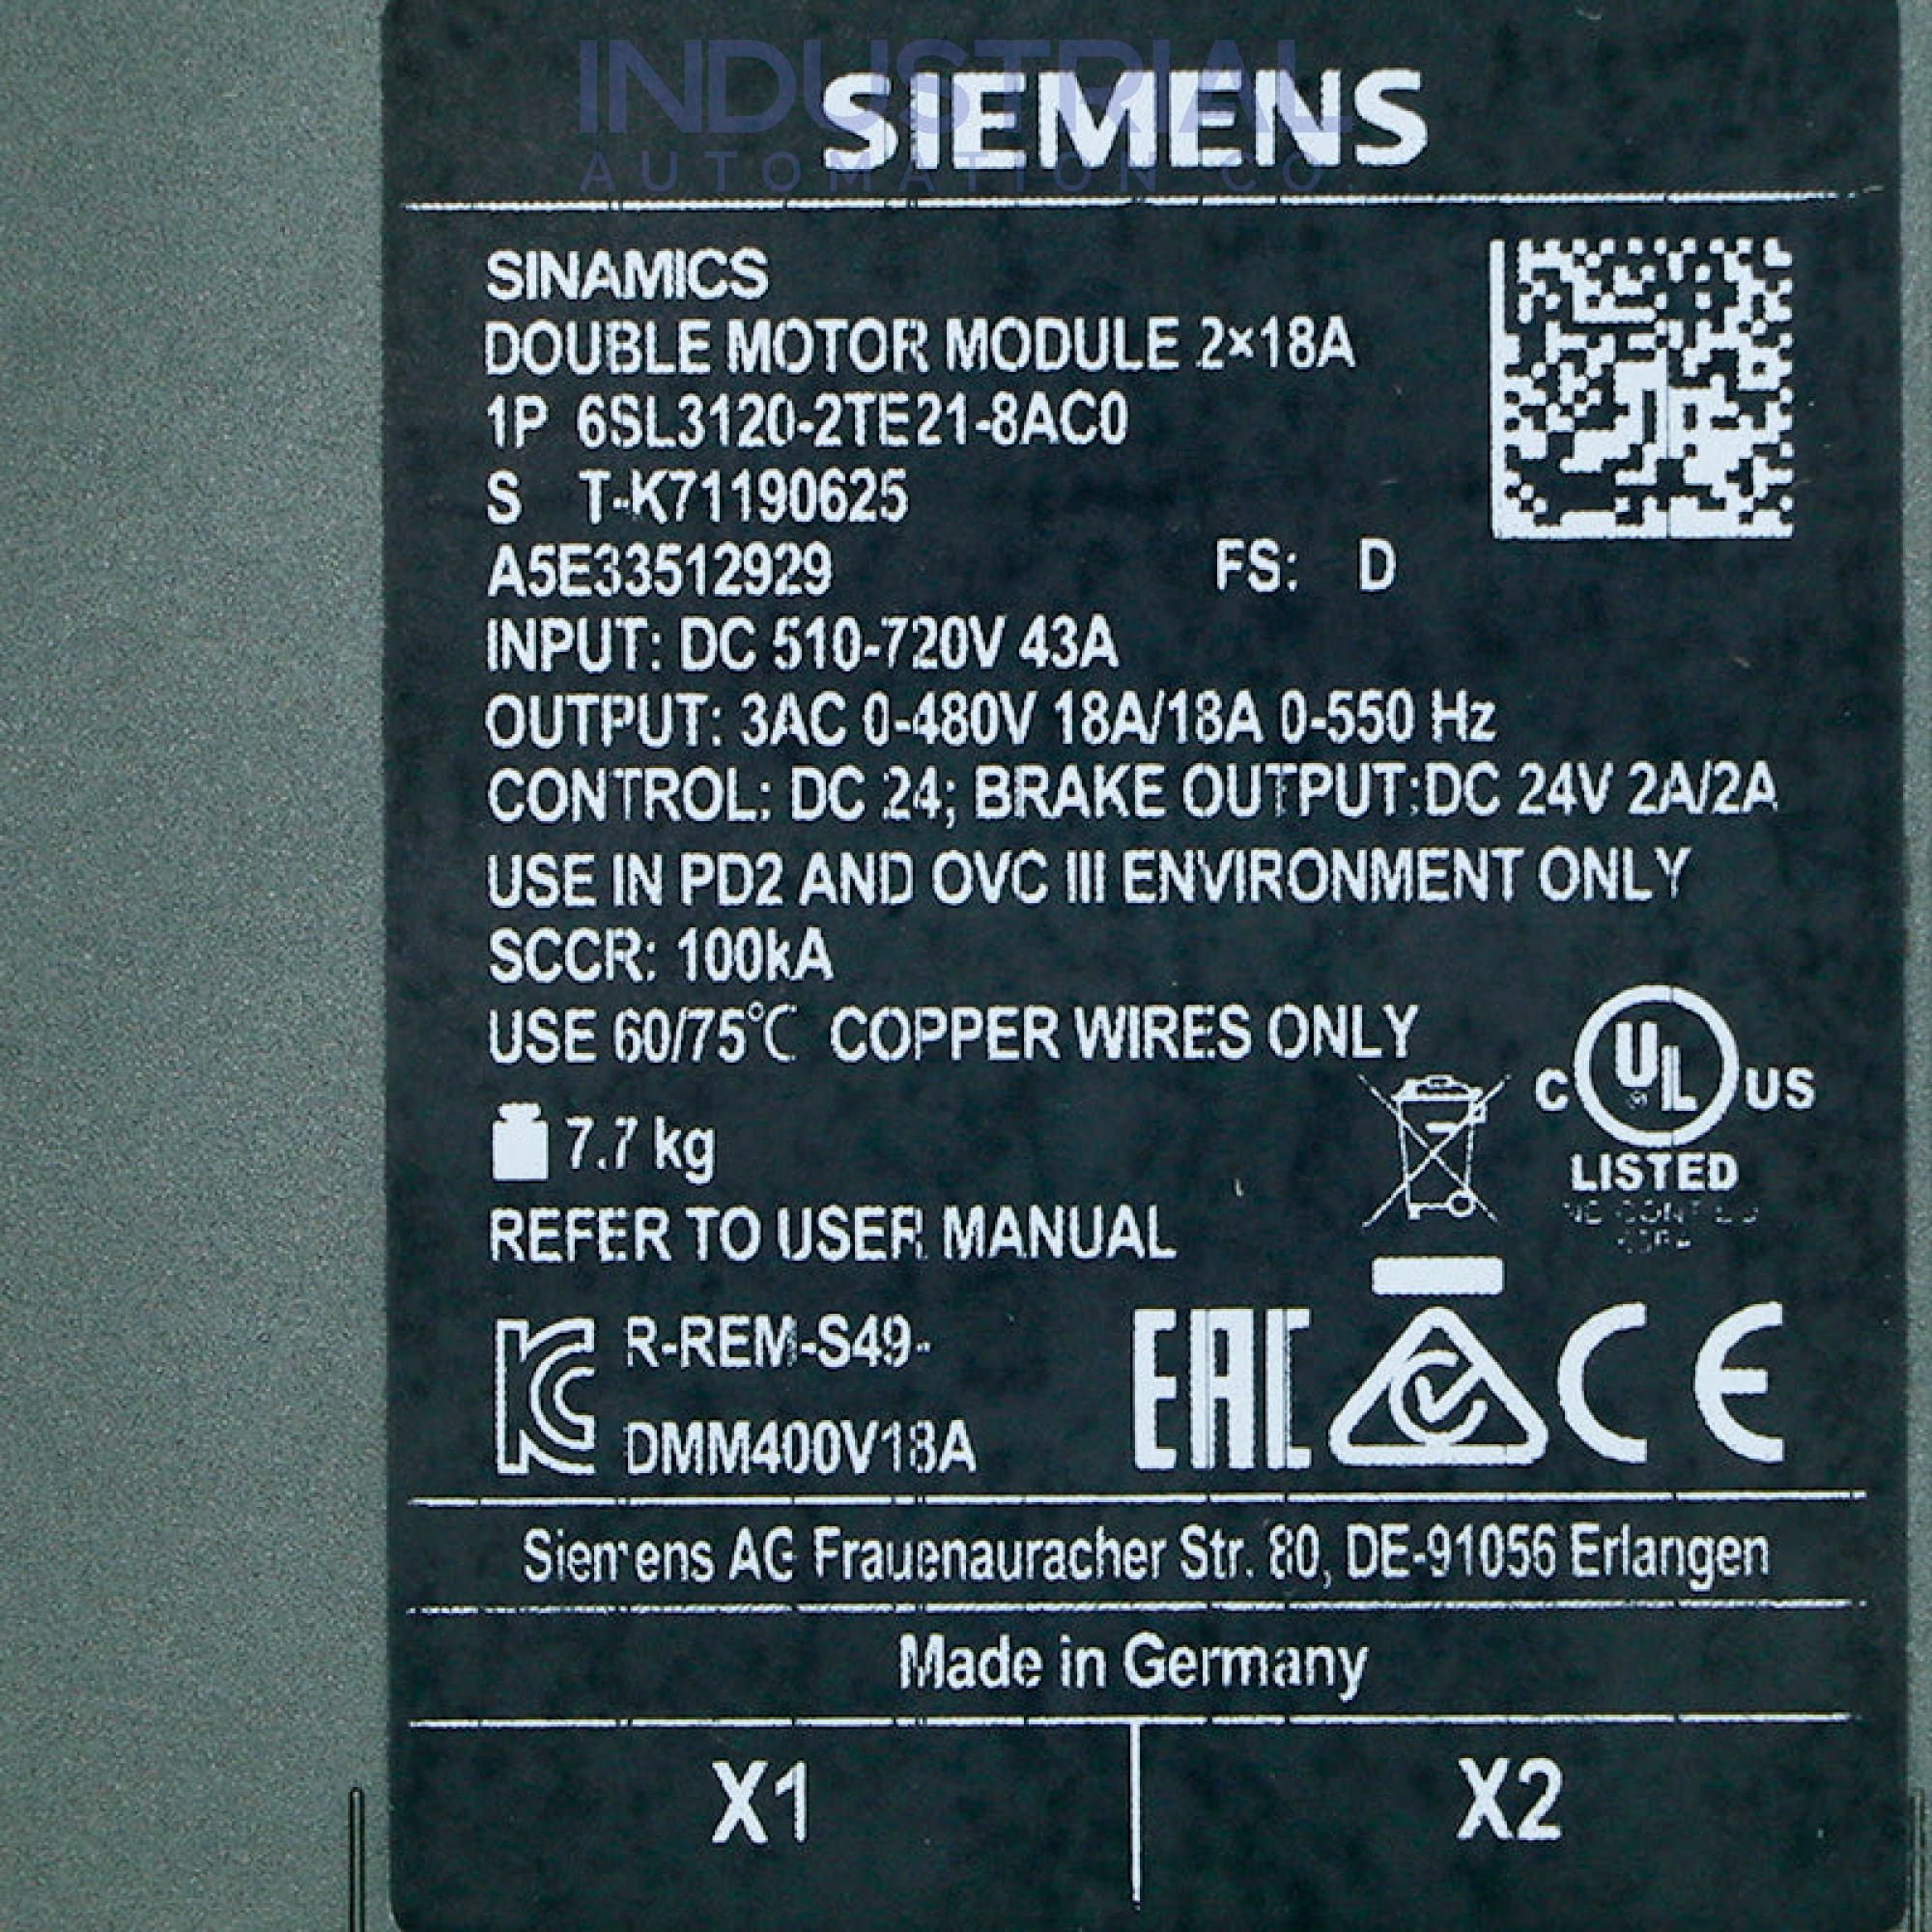 INDUSTRIAL
AUTOMATION CO
SIEMENS
SINAMICS
DOUBLE MOTOR MODULE 2×18A
1P 6SL3120-2TE21-8AC0
S T-K71190625
A5E33512929 FS: D
INPUT: DC 510-720V 43A
OUTPUT: 3AC 0-480V 18A/18A 0-550 Hz
CONTROL: DC 24; BRAKE OUTPUT:DC 24V 2A/2A
USE IN PD2 AND OVC III ENVIRONMENT ONLY
SCCR: 100kA
USE 60/75℃ COPPER WIRES ONLY
C UL US
LISTED
7.7 kg
REFER TO USER MANUAL
R-REM-S49-
DMM400V18A
EAC CE
Siemens AG Frauenauracher Str. 80, DE-91056 Erlangen
Made in Germany
X1 X2